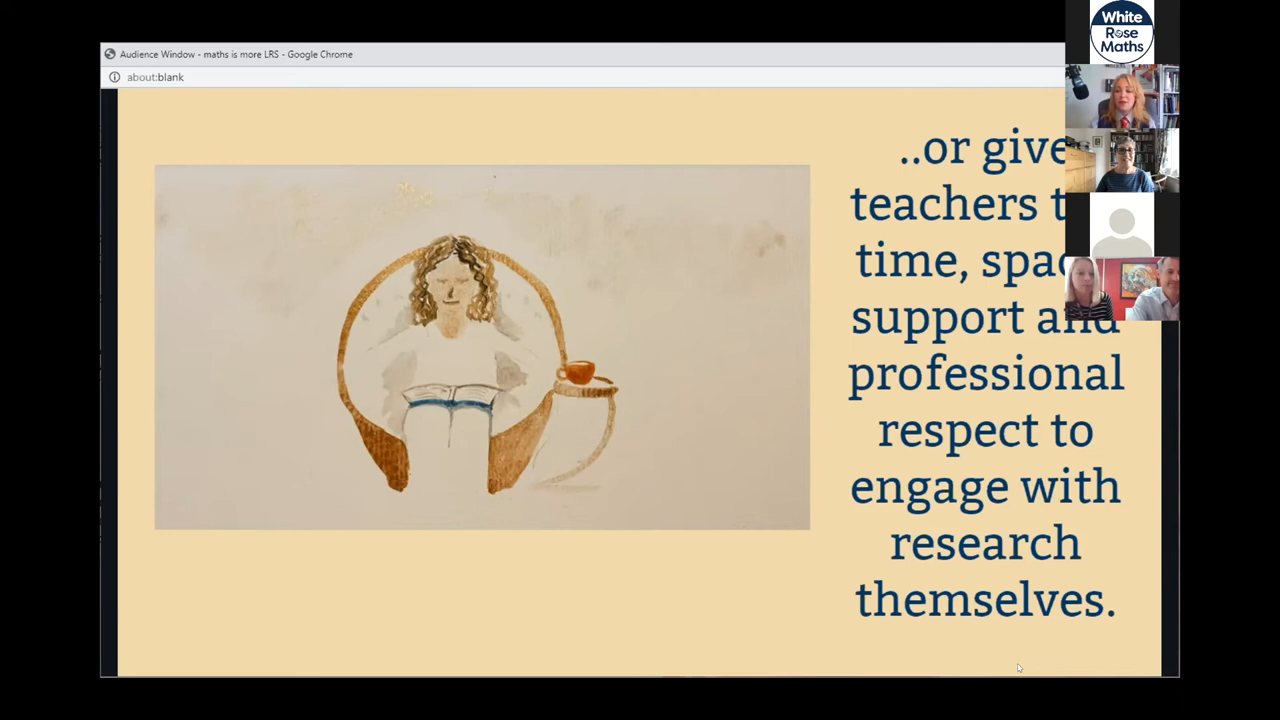 Audience Window - maths is more LRS - Google Chrome
about:blank
White
Rose
Maths
..or give
teachers
time,
support and
professional
respect to
engage with
research
themselves.